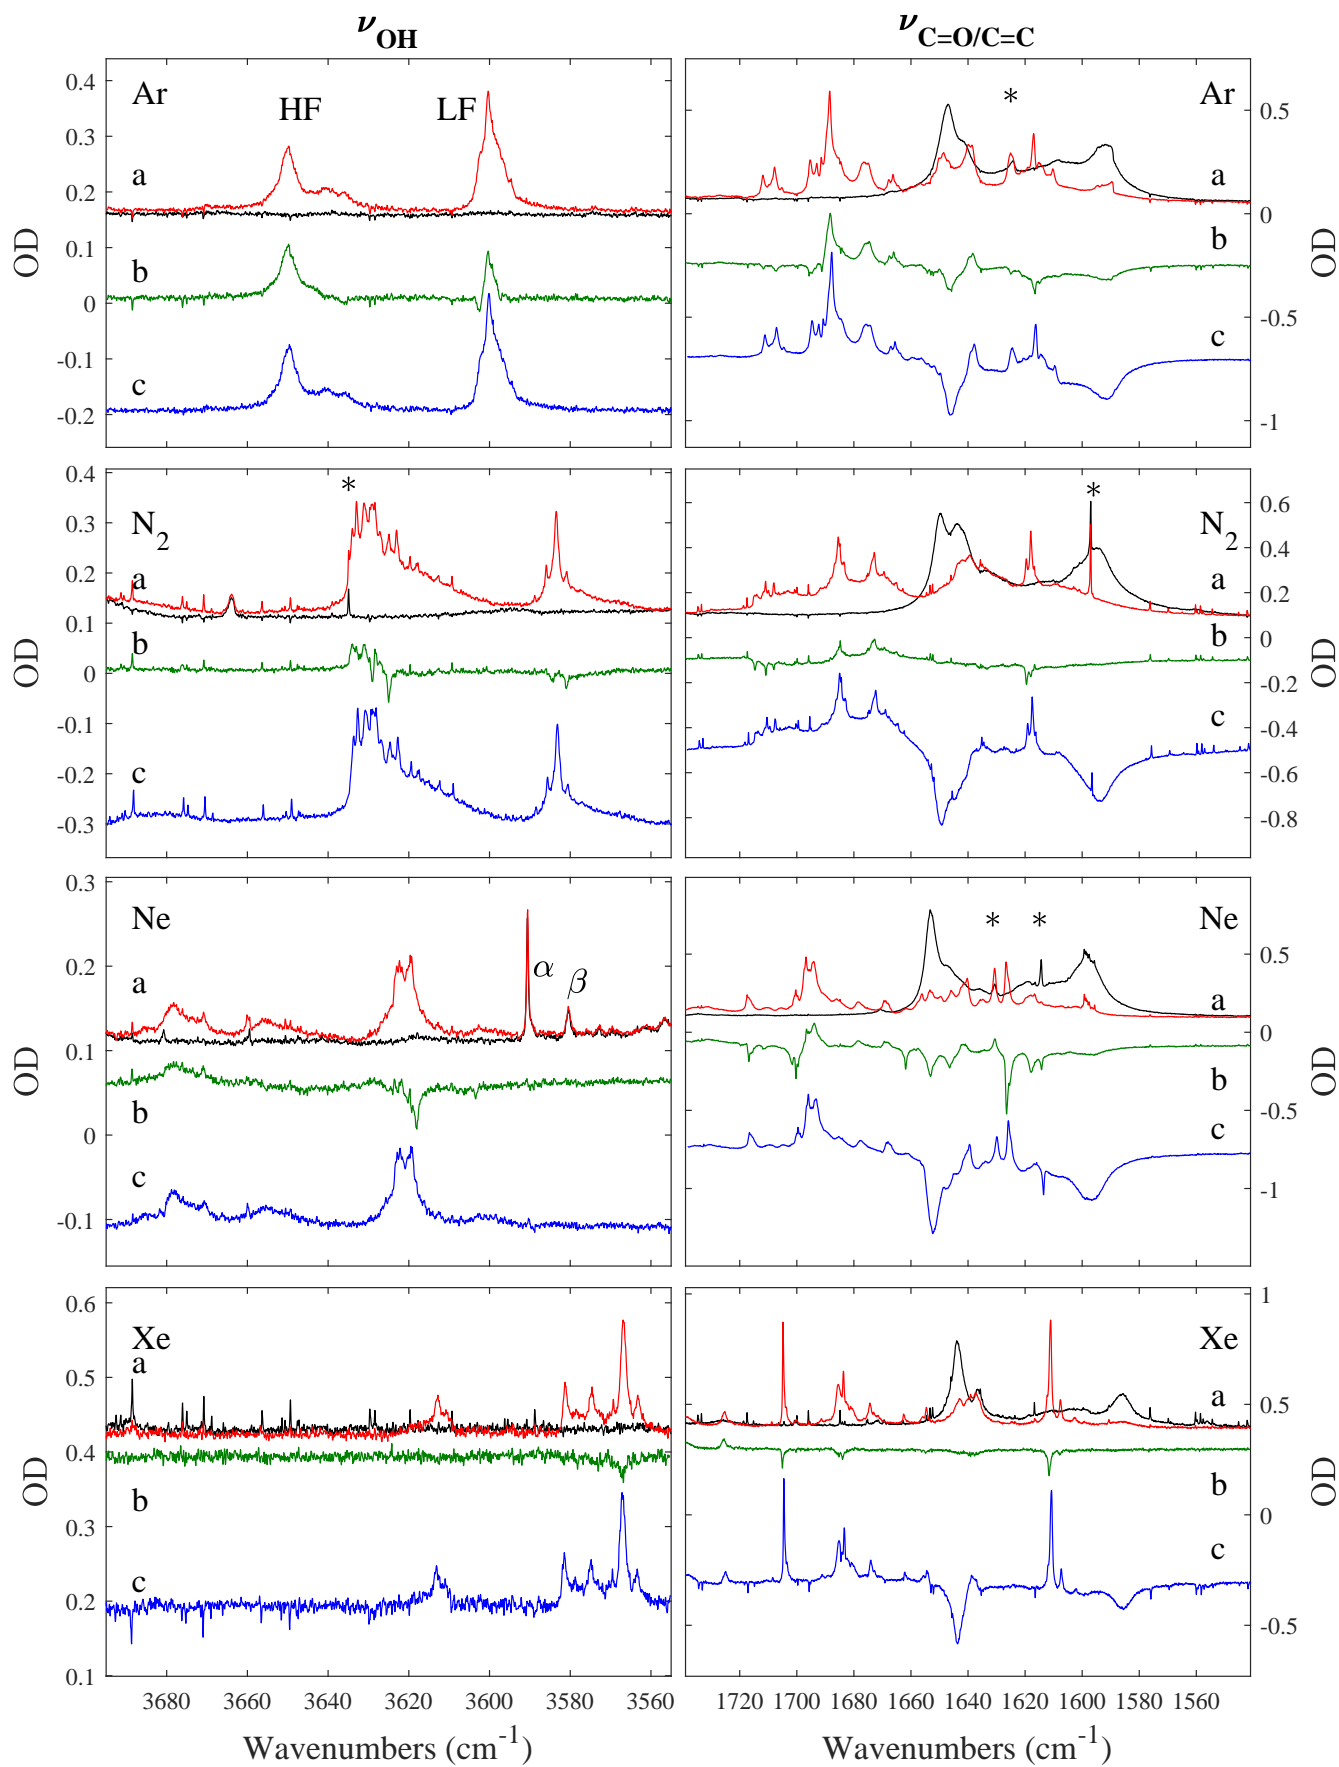 ν OH
ν C=O/C=C
0.4
0.3
0.2
0.1
0
-0.1
-0.2
OD
Ar
HF
LF
a
b
c
*
Ar
a
b
c
0.5
0
-0.5
-1
OD
0.4
0.3
0.2
0.1
0
-0.1
-0.2
-0.3
OD
*
N2
a
b
c
*
N2
a
b
c
0.6
0.4
0.2
0
-0.2
-0.4
-0.6
-0.8
OD
0.3
0.2
0.1
0
-0.1
OD
Ne
a
α
β
b
c
* *
Ne
a
b
c
0.5
0
-0.5
-1
OD
0.6
0.5
0.4
0.3
0.2
0.1
OD
Xe
a
b
c
Xe
a
b
c
1
0.5
0
-0.5
OD
3680 3660 3640 3620 3600 3580 3560
Wavenumbers (cm-1)
1720 1700 1680 1660 1640 1620 1600 1580 1560
Wavenumbers (cm-1)